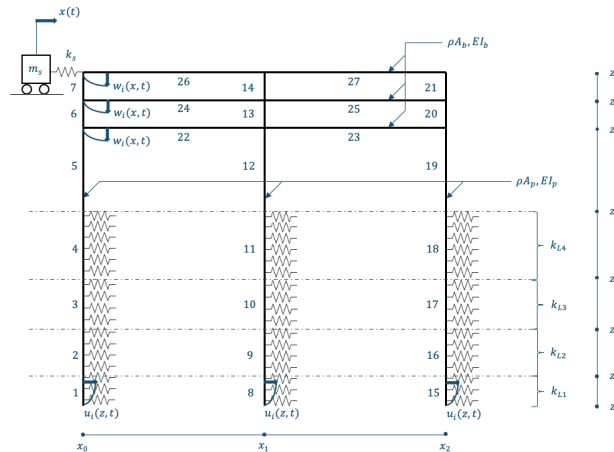 x(t)
k_s
m_s
ρA_b, EI_b
26
27
z
7
w_i(x,t)
14
21
z
24
25
6
w_i(x,t)
13
20
z
22
23
5
12
19
ρA_p, EI_p
z
4
11
18
k_L4
z
3
10
17
k_L3
z
2
9
16
k_L2
z
1
8
15
k_L1
z
u_i(z,t)
u_i(z,t)
u_i(z,t)
x_0
x_1
x_2